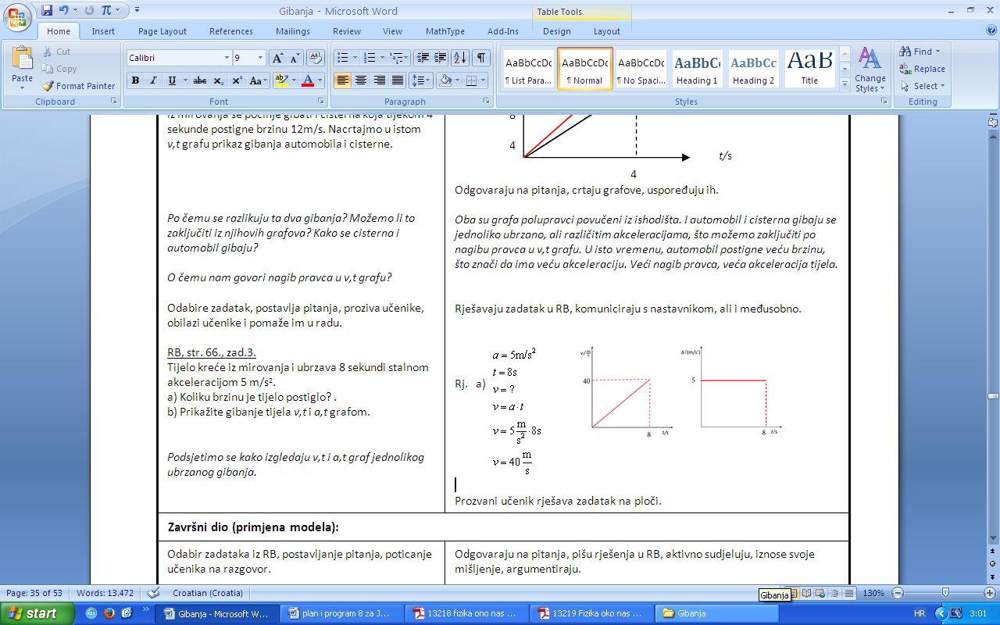 Gibanja - Microsoft Word
Table Tools
Home Insert Page Layout References Mailings Review View MathType Add-Ins Design Layout
Paste
Cut
Copy
Format Painter
Clipboard
Calibri 9
Font
Paragraph
AaBbCcDc AaBbCcDc AaBbCcDc AaBbCc AaBbCc AaB
¶ List Para... ¶ Normal ¶ No Spaci... Heading 1 Heading 2 Title
Change Styles
Styles
Find
Replace
Select
Editing
iz mirovanja se počinje gibati i cisterna koja tijekom 4
sekunde postigne brzinu 12m/s. Nacrtajmo u istom
v,t grafu prikaz gibanja automobila i cisterne.
Po čemu se razlikuju ta dva gibanja? Možemo li to
zaključiti iz njihovih grafova? Kako se cisterna i
automobil gibaju?
O čemu nam govori nagib pravca u v,t grafu?
Odabire zadatak, postavlja pitanja, proziva učenike,
obilazi učenike i pomaže im u radu.
RB, str. 66., zad.3.
Tijelo kreće iz mirovanja i ubrzava 8 sekundi stalnom
akceleracijom 5 m/s².
a) Koliku brzinu je tijelo postiglo? .
b) Prikažite gibanje tijela v,t i a,t grafom.
Podsjetimo se kako izgledaju v,t i a,t graf jednolikog
ubrzanog gibanja.
8
4
t/s
4
Odgovaraju na pitanja, crtaju grafove, uspoređuju ih.
Oba su grafa polupravci povučeni iz ishodišta. I automobil i cisterna gibaju se
jednoliko ubrzano, ali različitim akceleracijama, što možemo zaključiti po
nagibu pravca u v,t grafu. U isto vremenu, automobil postigne veću brzinu,
što znači da ima veću akceleraciju. Veći nagib pravca, veća akceleracija tijela.
Rješavaju zadatak u RB, komuniciraju s nastavnikom, ali i međusobno.
Rj. a)
a = 5m/s²
t = 8s
v = ?
v = a · t
v = 5 m/s² · 8s
v = 40 m/s
v/m/s
40
8 t/s
a/(m/s²)
5
8 t/s
Prozvani učenik rješava zadatak na ploči.
Završni dio (primjena modela):
Odabir zadataka iz RB, postavljanje pitanja, poticanje
učenika na razgovor.
Odgovaraju na pitanja, pišu rješenja u RB, aktivno sudjeluju, iznose svoje
mišljenje, argumentiraju.
Page: 35 of 53 Words: 13.472 Croatian (Croatia) 130%
Gibanja
start
Gibanja - Microsoft W...
plan i program 8 za J...
13218 fizika ono nas ...
13219 Fizika oko nas ...
Gibanja
HR 3:01